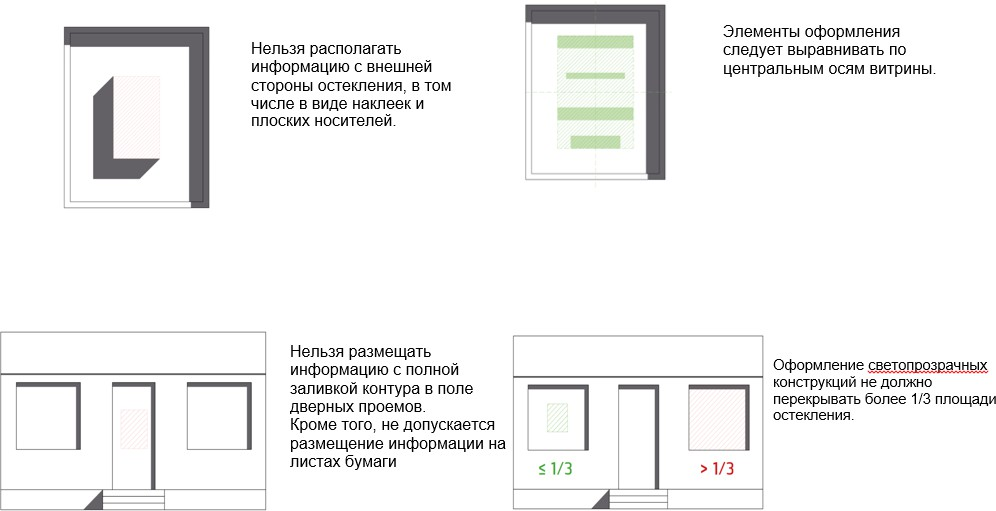 Нельзя располагать
информацию с внешней
стороны остекления, в том
числе в виде наклеек и
плоских носителей.
Элементы оформления
следует выравнивать по
центральным осям витрины.
Нельзя размещать
информацию с полной
заливкой контура в поле
дверных проемов.
Кроме того, не допускается
размещение информации на
листах бумаги
≤ 1/3
> 1/3
Оформление светопрозрачных
конструкций не должно
перекрывать более 1/3 площади
остекления.